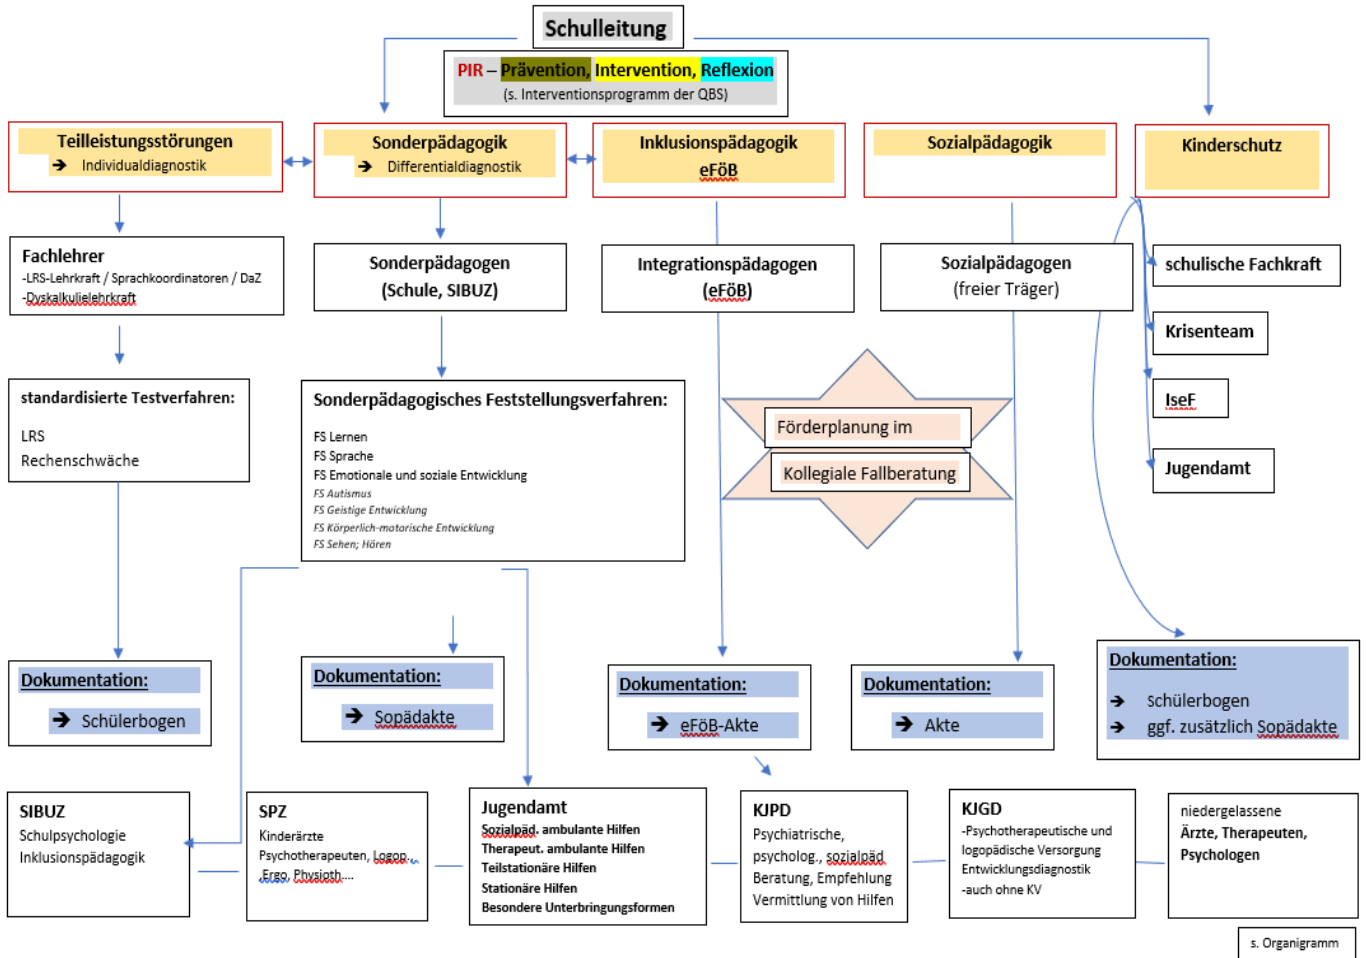 Schulleitung
PIR – Prävention, Intervention, Reflexion
(s. Interventionsprogramm der QBS)
Teilleistungsstörungen
➔ Individualdiagnostik
Sonderpädagogik
➔ Differentialdiagnostik
Inklusionspädagogik
eFöB
Sozialpädagogik
Kinderschutz
Fachlehrer
-LRS-Lehrkraft / Sprachkoordinatoren / DaZ
-Dyskalkulielehrkraft
Sonderpädagogen
(Schule, SIBUZ)
Integrationspädagogen
(eFöB)
Sozialpädagogen
(freier Träger)
schulische Fachkraft
Krisenteam
IseF
Jugendamt
standardisierte Testverfahren:
LRS
Rechenschwäche
Sonderpädagogisches Feststellungsverfahren:
FS Lernen
FS Sprache
FS Emotionale und soziale Entwicklung
FS Autismus
FS Geistige Entwicklung
FS Körperlich-motorische Entwicklung
FS Sehen; Hören
Förderplanung im
Kollegiale Fallberatung
Dokumentation:
➔ Schülerbogen
Dokumentation:
➔ Sopädakte
Dokumentation:
➔ eFöB-Akte
Dokumentation:
➔ Akte
Dokumentation:
➔ Schülerbogen
➔ ggf. zusätzlich Sopädakte
SIBUZ
Schulpsychologie
Inklusionspädagogik
SPZ
Kinderärzte
Psychotherapeuten, Logop.,
,Ergo, Physioth....
Jugendamt
Sozialpäd. ambulante Hilfen
Therapeut. ambulante Hilfen
Teilstationäre Hilfen
Stationäre Hilfen
Besondere Unterbringungsformen
KJPD
Psychiatrische,
psycholog., sozialpäd
Beratung, Empfehlung
Vermittlung von Hilfen
KJGD
-Psychotherapeutische und
logopädische Versorgung
Entwicklungsdiagnostik
-auch ohne KV
niedergelassene
Ärzte, Therapeuten,
Psychologen
s. Organigramm